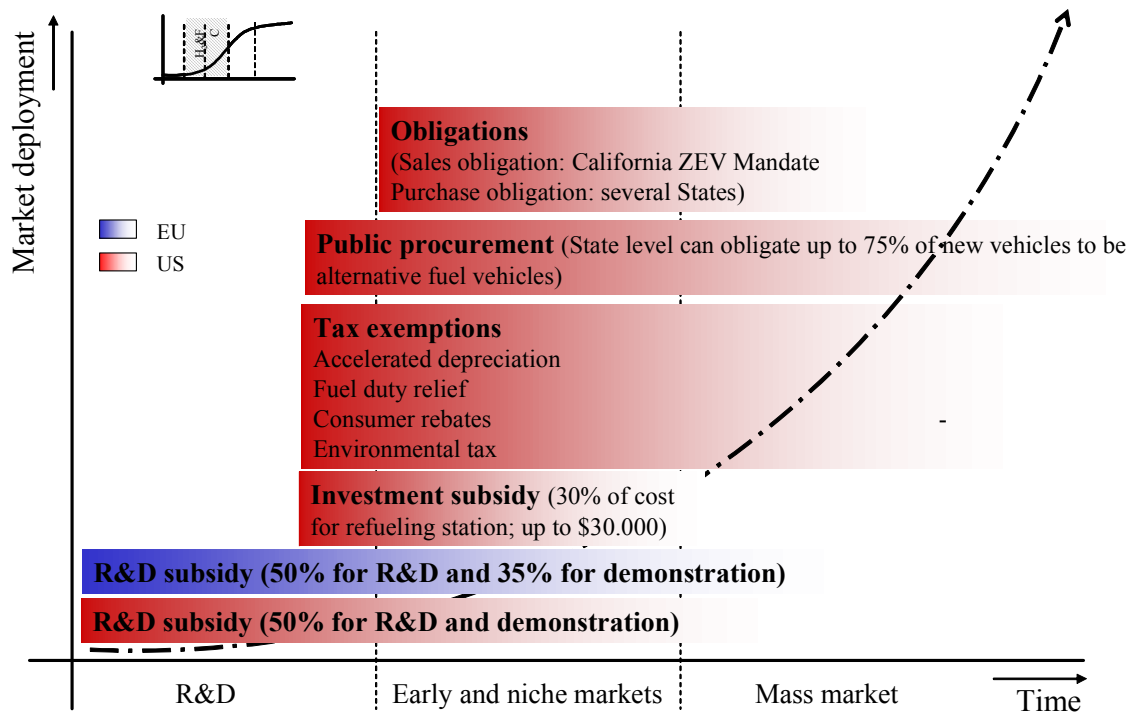 Market deployment
H₂&F
C
Obligations
(Sales obligation: California ZEV Mandate
Purchase obligation: several States)
EU
US
Public procurement (State level can obligate up to 75% of new vehicles to be
alternative fuel vehicles)
Tax exemptions
Accelerated depreciation
Fuel duty relief
Consumer rebates
Environmental tax
-
Investment subsidy (30% of cost
for refueling station; up to $30.000)
R&D subsidy (50% for R&D and 35% for demonstration)
R&D subsidy (50% for R&D and demonstration)
R&D
Early and niche markets
Mass market
Time